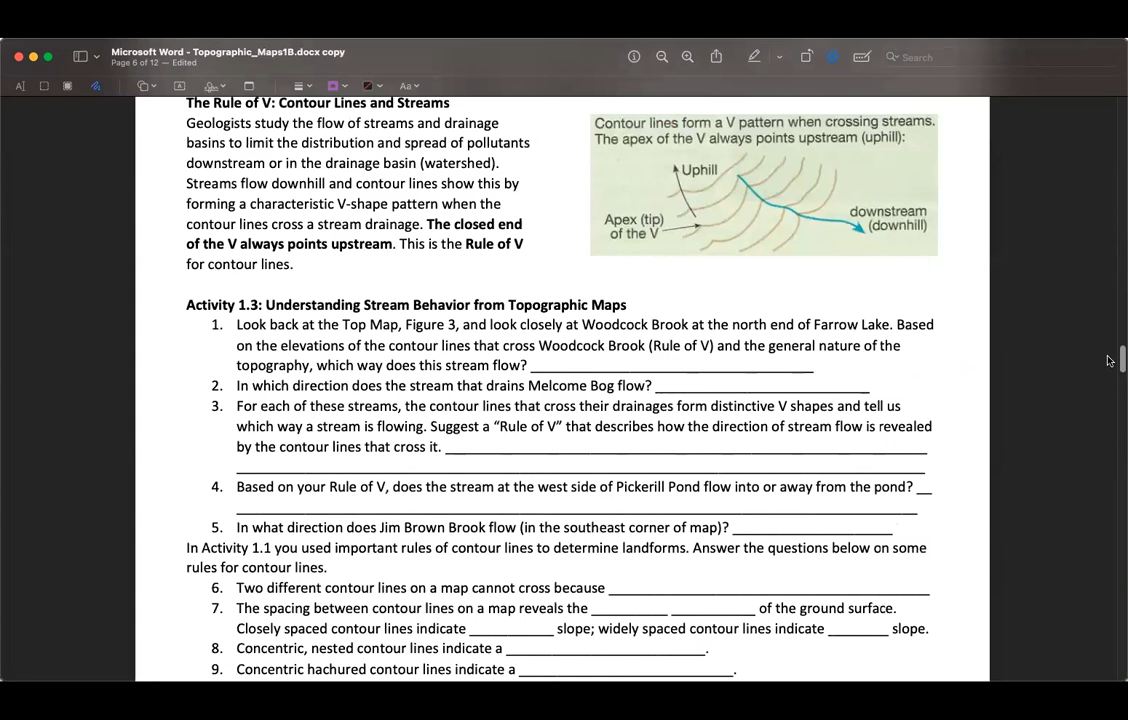 Microsoft Word - Topographic_Maps1B.docx copy
Page 6 of 12 — Edited
Search
The Rule of V: Contour Lines and Streams
Geologists study the flow of streams and drainage
basins to limit the distribution and spread of pollutants
downstream or in the drainage basin (watershed).
Streams flow downhill and contour lines show this by
forming a characteristic V-shape pattern when the
contour lines cross a stream drainage. The closed end
of the V always points upstream. This is the Rule of V
for contour lines.
Contour lines form a V pattern when crossing streams.
The apex of the V always points upstream (uphill):
Uphill
Apex (tip)
of the V
downstream
(downhill)
Activity 1.3: Understanding Stream Behavior from Topographic Maps
1. Look back at the Top Map, Figure 3, and look closely at Woodcock Brook at the north end of Farrow Lake. Based
on the elevations of the contour lines that cross Woodcock Brook (Rule of V) and the general nature of the
topography, which way does this stream flow? ____________________
2. In which direction does the stream that drains Melcome Bog flow? ____________________
3. For each of these streams, the contour lines that cross their drainages form distinctive V shapes and tell us
which way a stream is flowing. Suggest a “Rule of V” that describes how the direction of stream flow is revealed
by the contour lines that cross it. ____________________
____________________
4. Based on your Rule of V, does the stream at the west side of Pickerill Pond flow into or away from the pond? __
____________________
5. In what direction does Jim Brown Brook flow (in the southeast corner of map)? ____________________
In Activity 1.1 you used important rules of contour lines to determine landforms. Answer the questions below on some
rules for contour lines.
6. Two different contour lines on a map cannot cross because ____________________
7. The spacing between contour lines on a map reveals the __________ ___________ of the ground surface.
Closely spaced contour lines indicate ___________ slope; widely spaced contour lines indicate ________ slope.
8. Concentric, nested contour lines indicate a ____________________.
9. Concentric hachured contour lines indicate a ____________________.